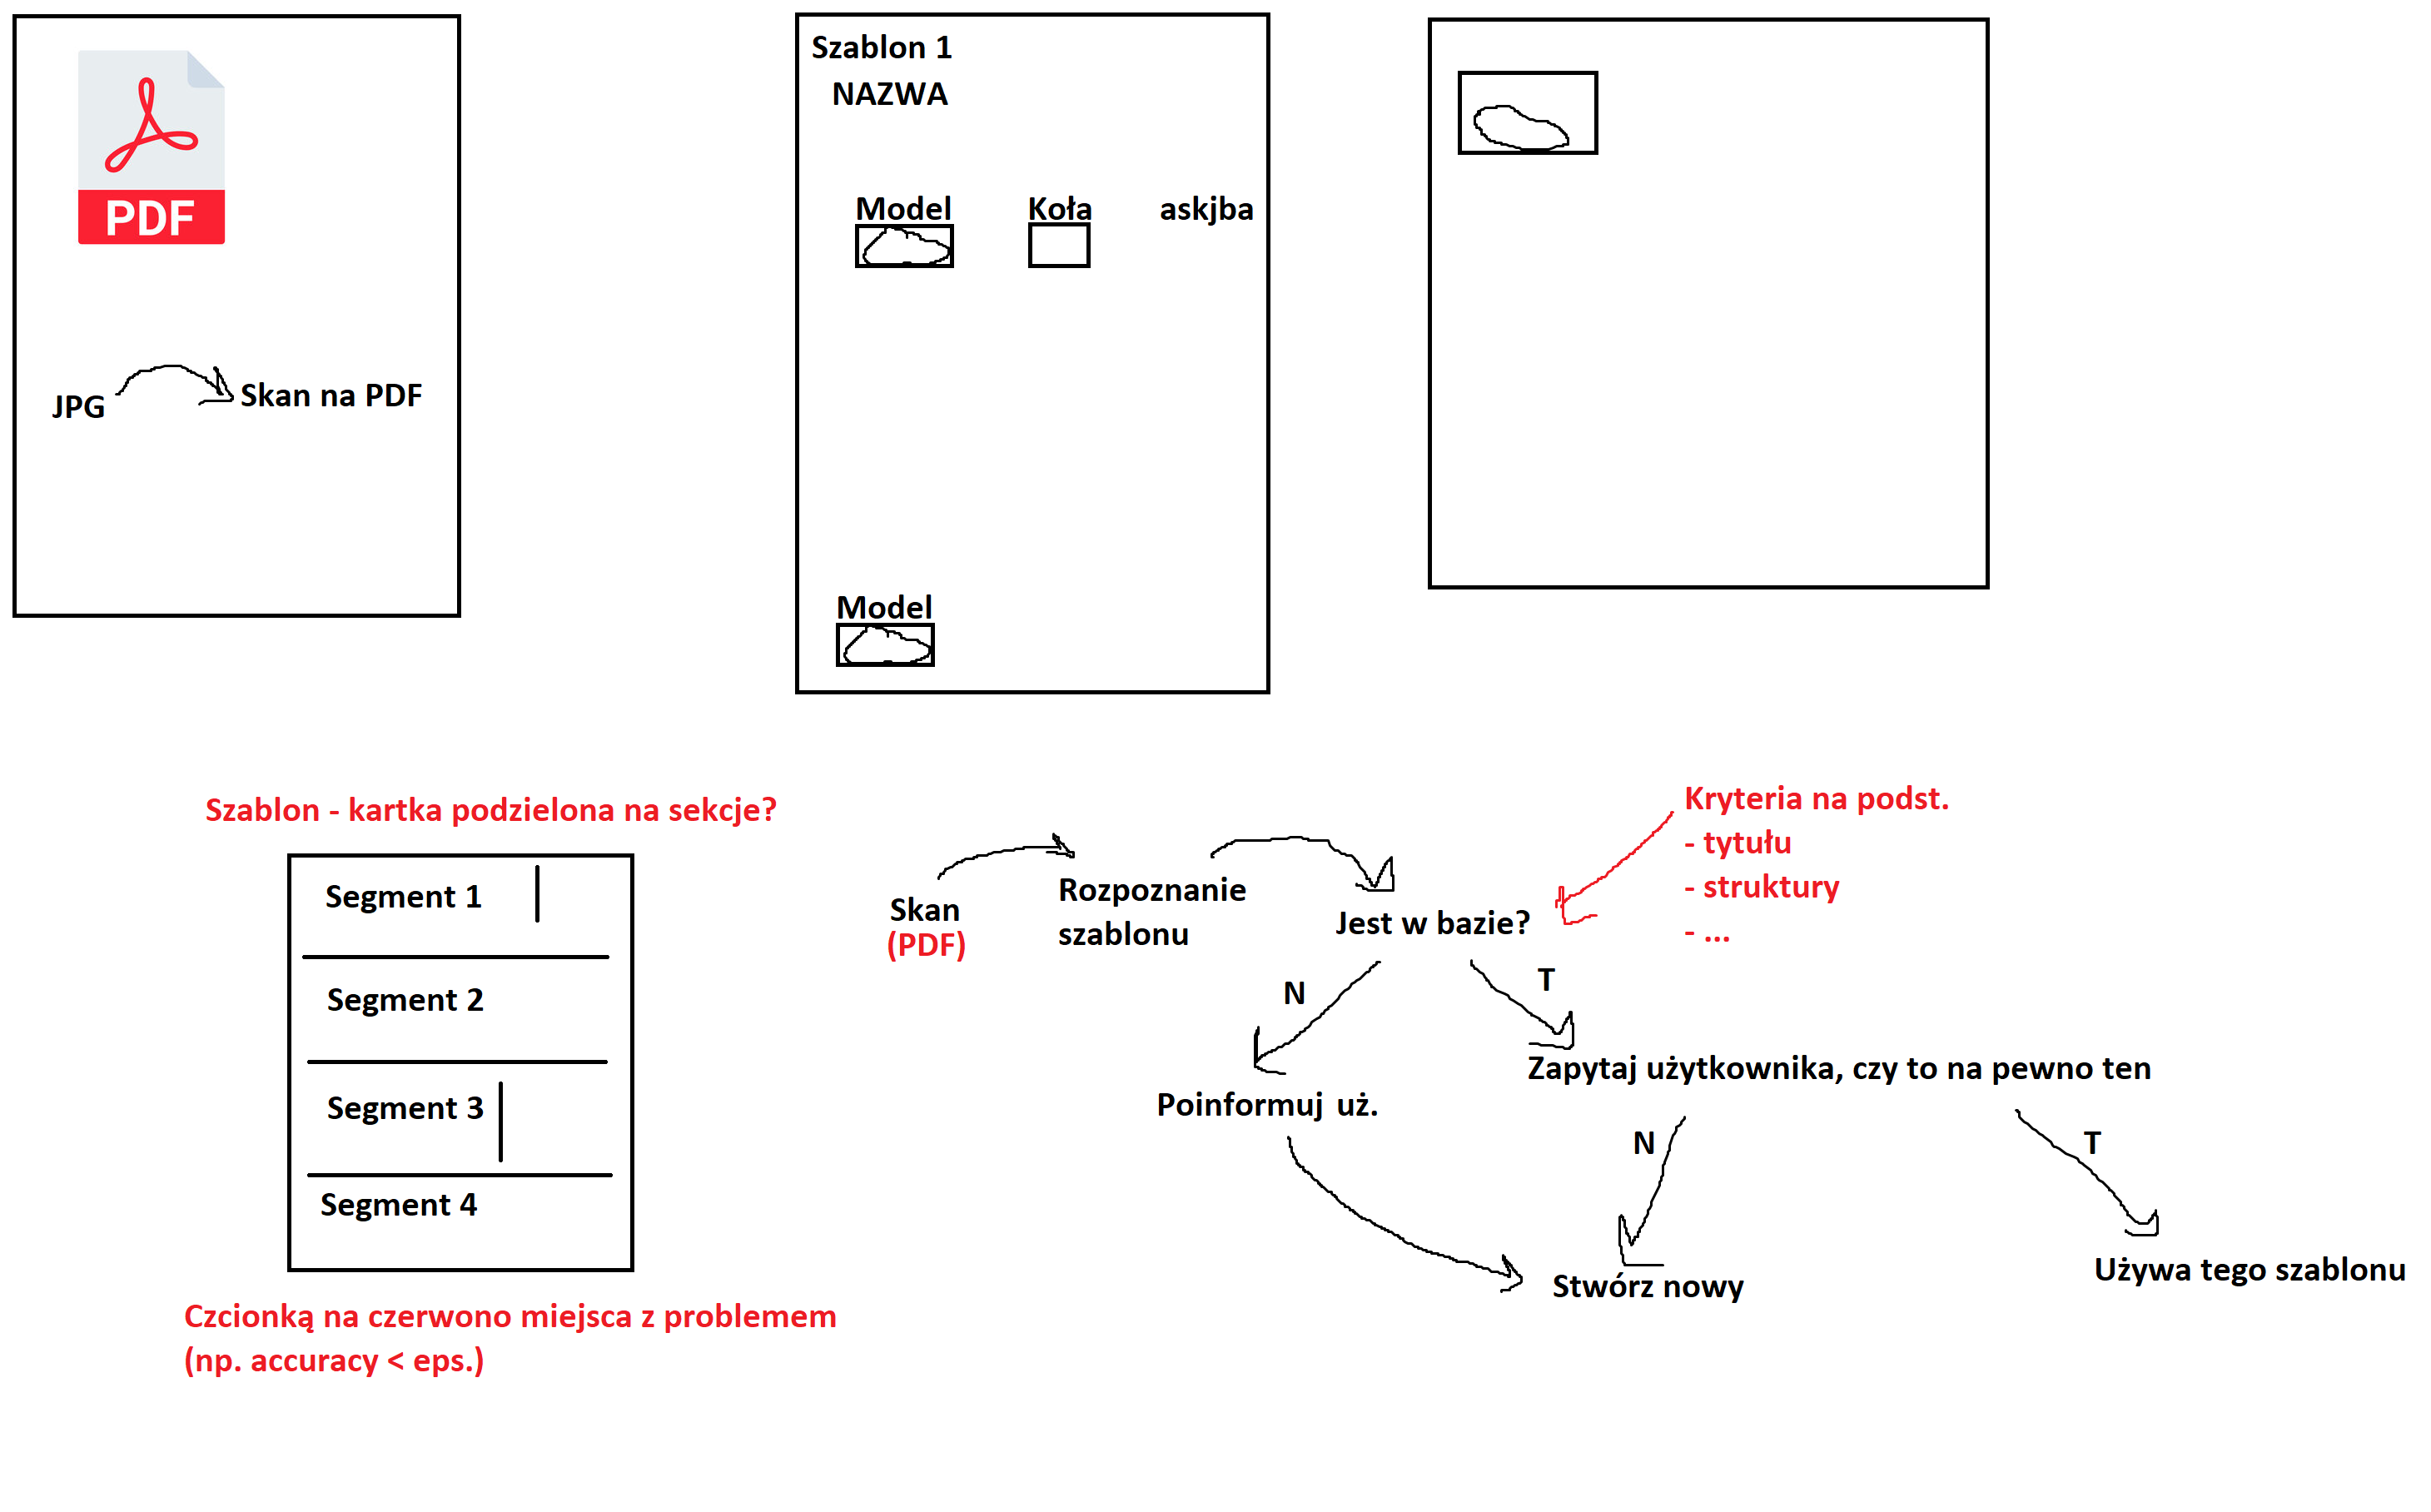 PDF
JPG
Skan na PDF
Szablon 1
NAZWA
Model
Koła
askjba
Model
Szablon - kartka podzielona na sekcje?
Segment 1
Segment 2
Segment 3
Segment 4
Czcionką na czerwono miejsca z problemem
(np. accuracy < eps.)
Skan
(PDF)
Rozpoznanie
szablonu
Jest w bazie?
Kryteria na podst.
- tytułu
- struktury
- ...
N
T
Poinformuj uż.
Zapytaj użytkownika, czy to na pewno ten
N
T
Stwórz nowy
Używa tego szablonu